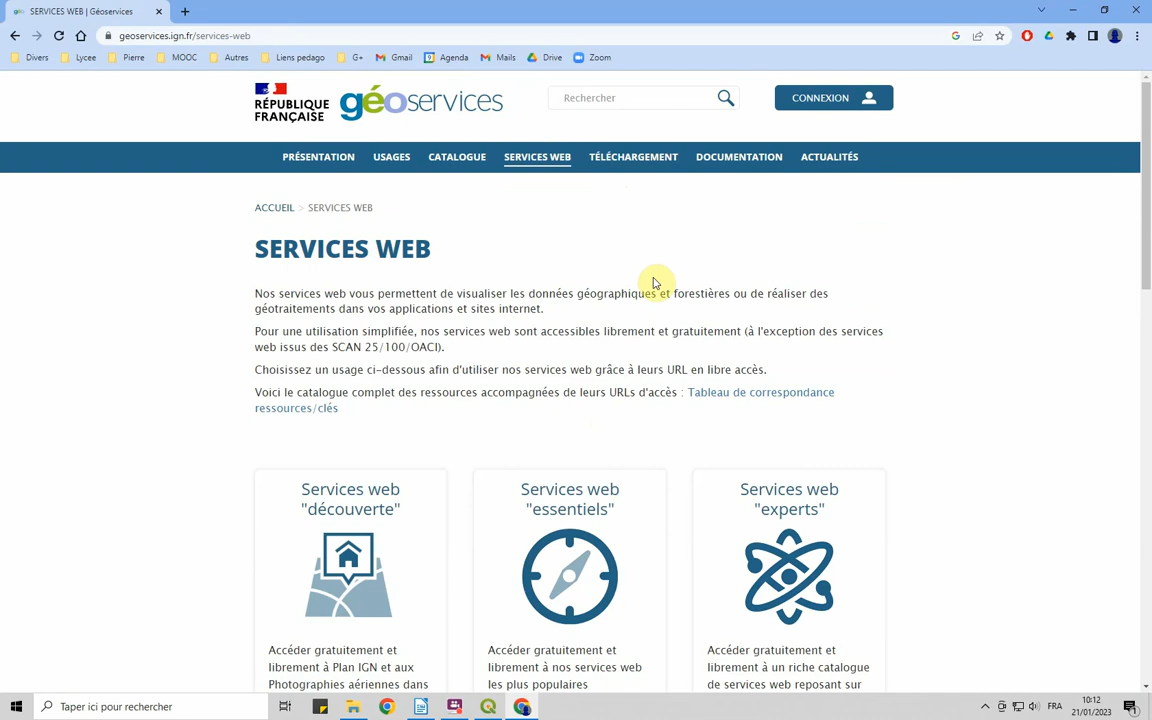 SERVICES WEB | Géoservices
geoservices.ign.fr/services-web
Divers Lycee Pierre MOOC Autres Liens pedago G+ Gmail Agenda Mails Drive Zoom
RÉPUBLIQUE
FRANÇAISE
géoservices
Rechercher
CONNEXION
PRÉSENTATION USAGES CATALOGUE SERVICES WEB TÉLÉCHARGEMENT DOCUMENTATION ACTUALITÉS
ACCUEIL > SERVICES WEB
SERVICES WEB
Nos services web vous permettent de visualiser les données géographiques et forestières ou de réaliser des
géotraitements dans vos applications et sites internet.
Pour une utilisation simplifiée, nos services web sont accessibles librement et gratuitement (à l'exception des services
web issus des SCAN 25/100/OACI).
Choisissez un usage ci-dessous afin d'utiliser nos services web grâce à leurs URL en libre accès.
Voici le catalogue complet des ressources accompagnées de leurs URLs d'accès : Tableau de correspondance
ressources/clés
Services web
"découverte"
Accéder gratuitement et
librement à Plan IGN et aux
Photographies aériennes dans
Services web
"essentiels"
Accéder gratuitement et
librement à nos services web
les plus populaires
Services web
"experts"
Accéder gratuitement et
librement à un riche catalogue
de services web reposant sur
Taper ici pour rechercher
FRA
10:12
21/01/2023